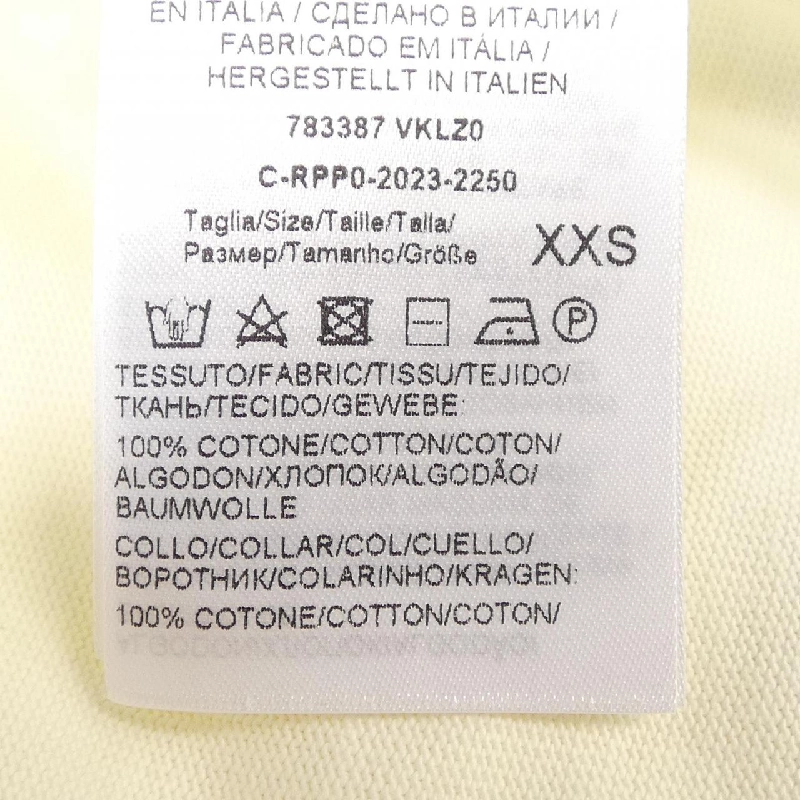 EN ITALIA / СДЕЛАНО В ИТАЛИИ /
FABRICADO EM ITÁLIA /
HERGESTELLT IN ITALIEN
783387 VKLZ0
C-RPP0-2023-2250
Taglia/Size/Taille/Talla/
Размер/Tamanho/Größe
XXS
P
TESSUTO/FABRIC/TISSU/TEJIDO/
ТКАНЬ/TECIDO/GEWEBE:
100% COTONE/COTTON/COTON/
ALGODON/ХЛОПОК/ALGODÃO/
BAUMWOLLE
COLLO/COLLAR/COL/CUELLO/
ВОРОТНИК/COLARINHO/KRAGEN:
100% COTONE/COTTON/COTON/